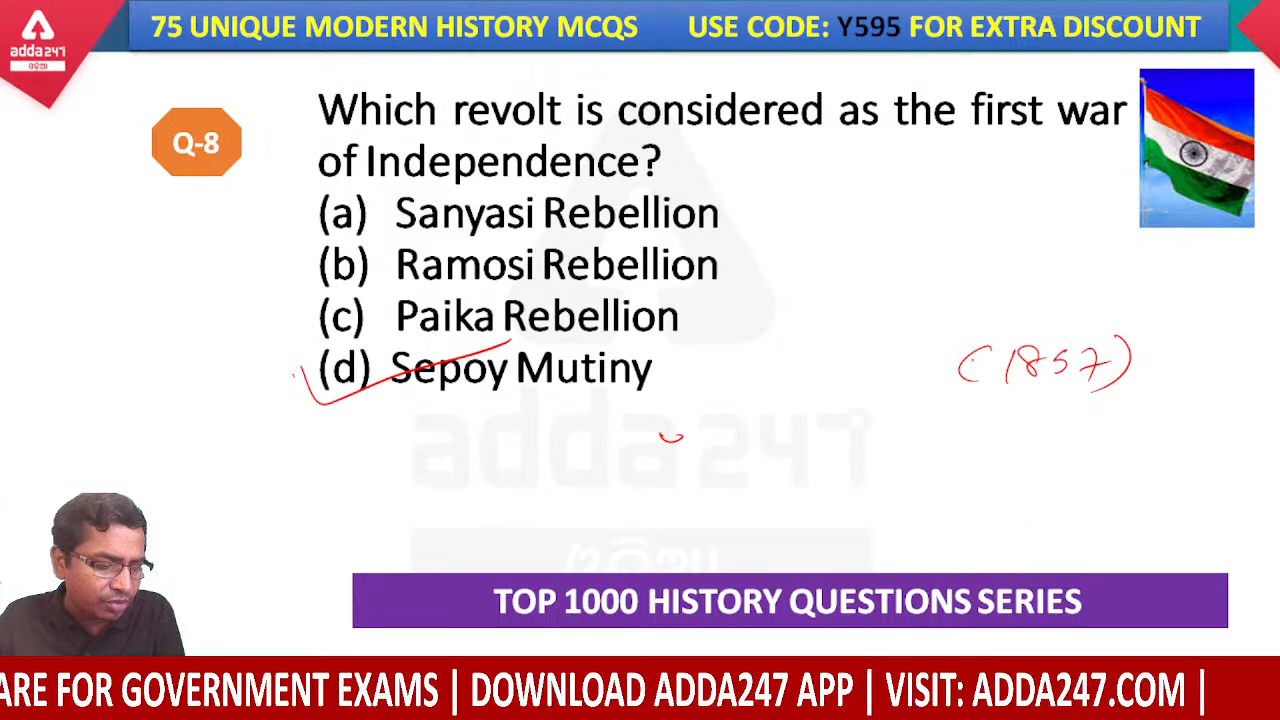 75 UNIQUE MODERN HISTORY MCQS USE CODE: Y595 FOR EXTRA DISCOUNT
adda247
ଓଡ଼ିଆ
Q-8
Which revolt is considered as the first war
of Independence?
(a) Sanyasi Rebellion
(b) Ramosi Rebellion
(c) Paika Rebellion
(d) Sepoy Mutiny
(1857)
adda247
TOP 1000 HISTORY QUESTIONS SERIES
ARE FOR GOVERNMENT EXAMS | DOWNLOAD ADDA247 APP | VISIT: ADDA247.COM |